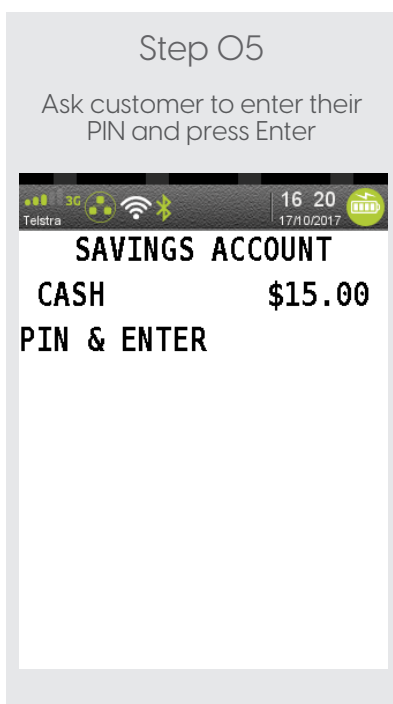 Step 05
Ask customer to enter their
PIN and press Enter
3G
16 20
Telstra
17/10/2017
SAVINGS ACCOUNT
CASH $15.00
PIN & ENTER